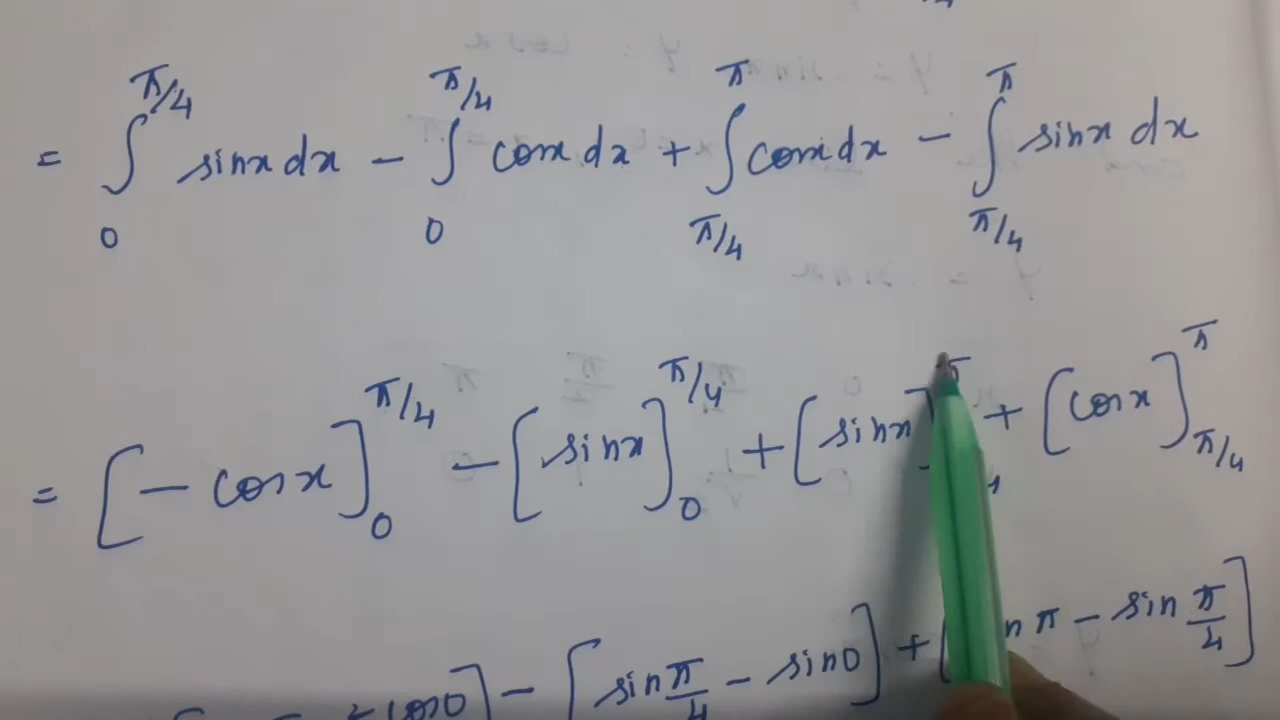 = ∫₀^{π/4} sinx dx − ∫₀^{π/4} cosx dx + ∫_{π/4}^{π} cosx dx − ∫_{π/4}^{π} sinx dx
= [− cosx]₀^{π/4} − [sinx]₀^{π/4} + [sinx]^{π} + [cosx]_{π/4}^{π}
cos0] − [sin π/4 − sin0] + [ n π − sin π/4]